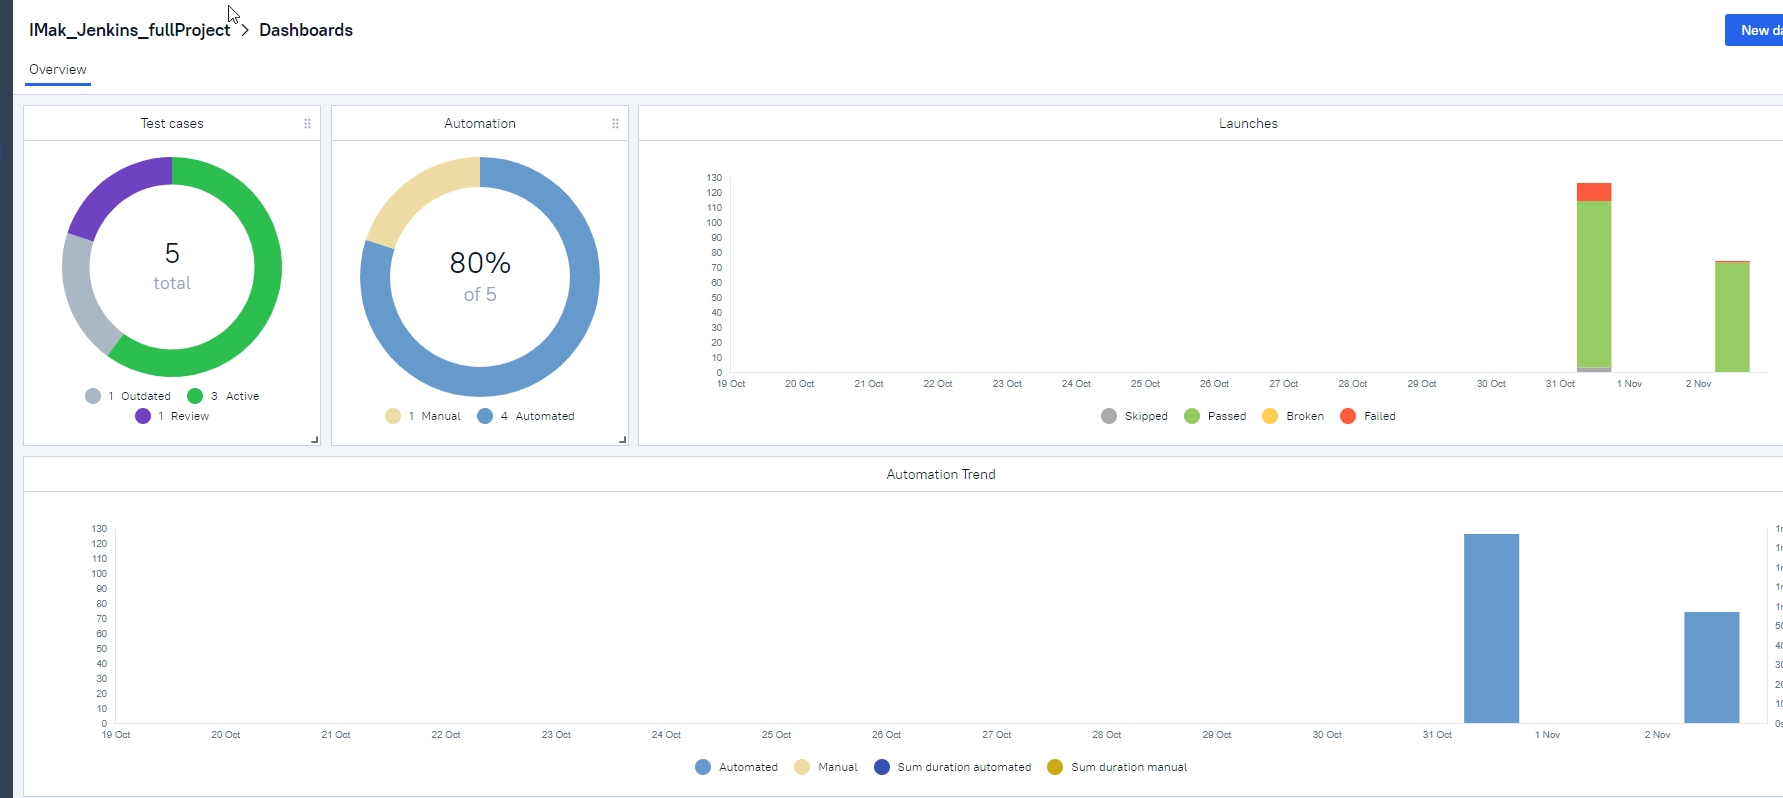 IMak_Jenkins_fullProject > Dashboards
New da
Overview
Test cases
5
total
1 Outdated 3 Active
1 Review
Automation
80%
of 5
1 Manual 4 Automated
Launches
130
120
110
100
90
80
70
60
50
40
30
20
10
0
19 Oct 20 Oct 21 Oct 22 Oct 23 Oct 24 Oct 25 Oct 26 Oct 27 Oct 28 Oct 29 Oct 30 Oct 31 Oct 1 Nov 2 Nov
Skipped Passed Broken Failed
Automation Trend
130
120
110
100
90
80
70
60
50
40
30
20
10
0
19 Oct 20 Oct 21 Oct 22 Oct 23 Oct 24 Oct 25 Oct 26 Oct 27 Oct 28 Oct 29 Oct 30 Oct 31 Oct 1 Nov 2 Nov
Automated Manual Sum duration automated Sum duration manual